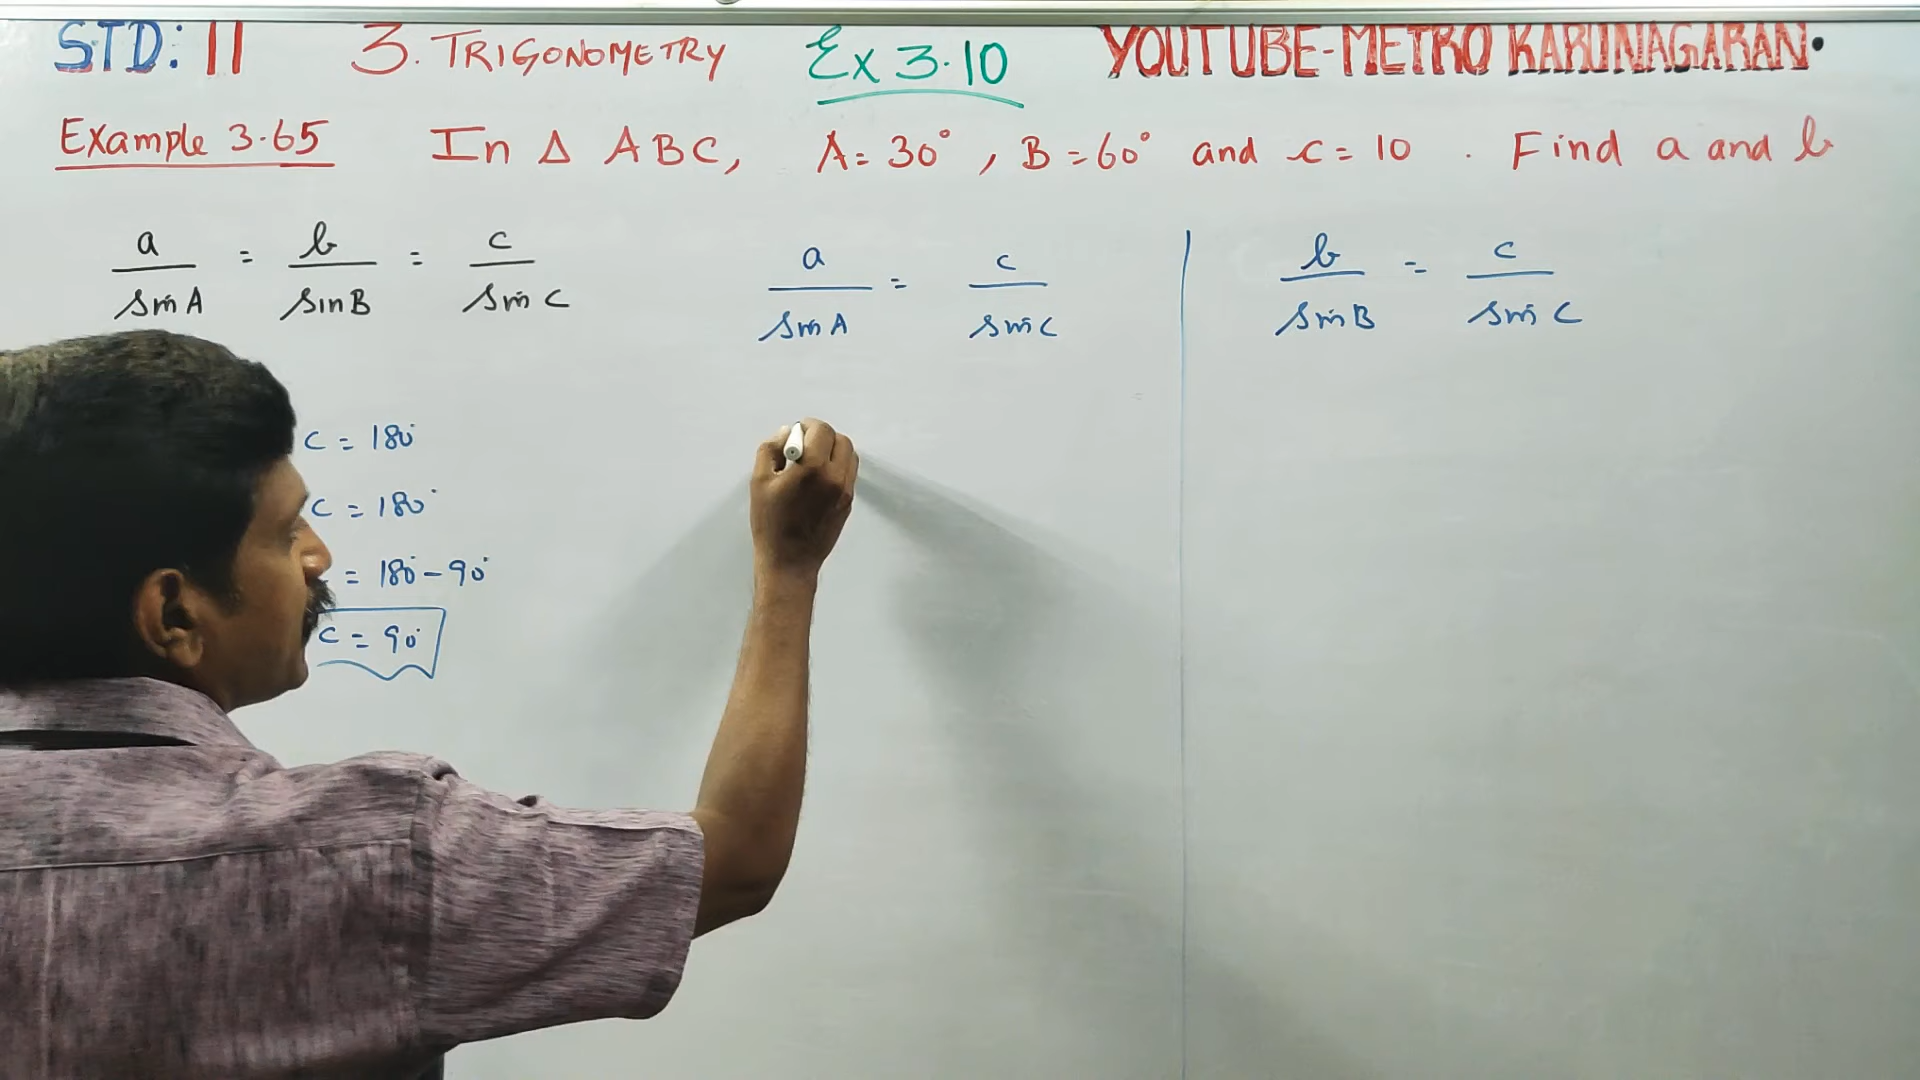 STD: 11 3. TRIGONOMETRY Ex 3.10 YOUTUBE-METRO KARUNAGARAN.
Example 3.65 In Δ ABC, A = 30°, B = 60° and c = 10 . Find a and b
a/sin A = b/sin B = c/sin C
C = 180°
C = 180°
= 180° - 90°
C = 90°
a/sin A = c/sin C
b/sin B = c/sin C